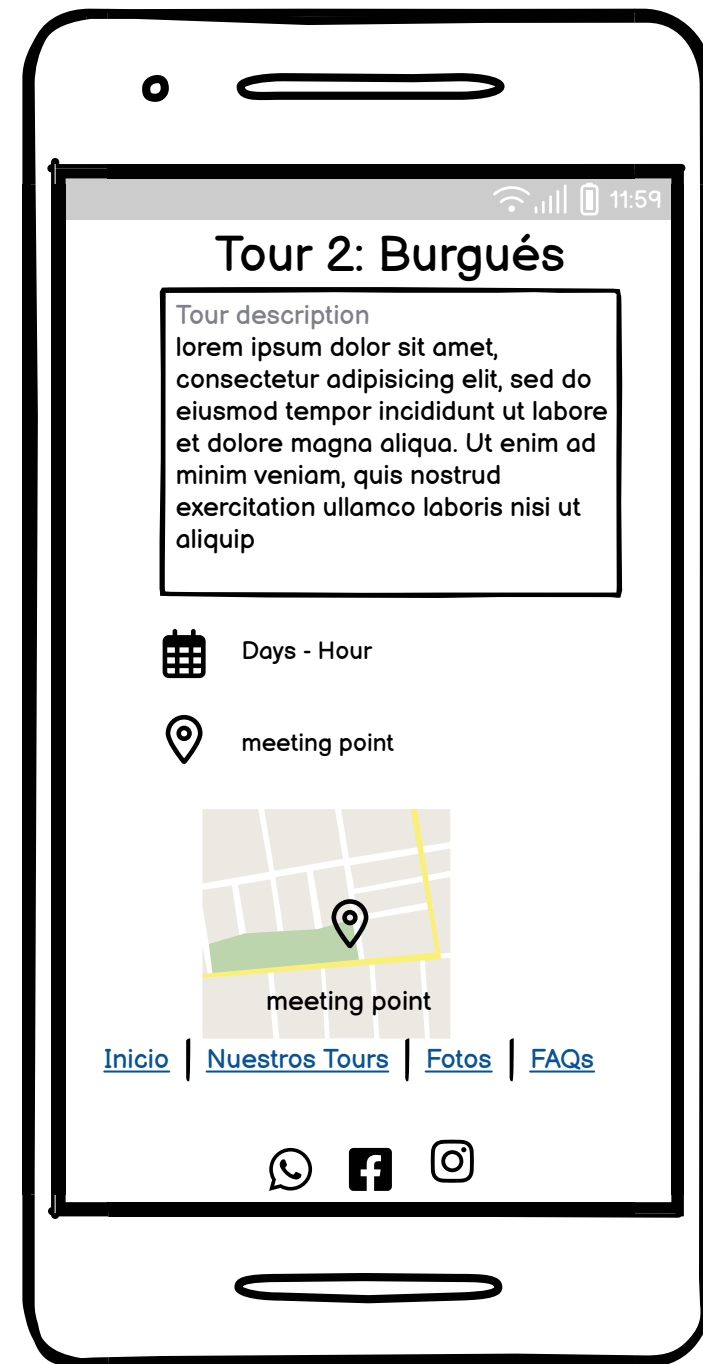 11:59
Tour 2: Burgués
Tour description
lorem ipsum dolor sit amet,
consectetur adipisicing elit, sed do
eiusmod tempor incididunt ut labore
et dolore magna aliqua. Ut enim ad
minim veniam, quis nostrud
exercitation ullamco laboris nisi ut
aliquip
Days - Hour
meeting point
meeting point
Inicio | Nuestros Tours | Fotos | FAQs